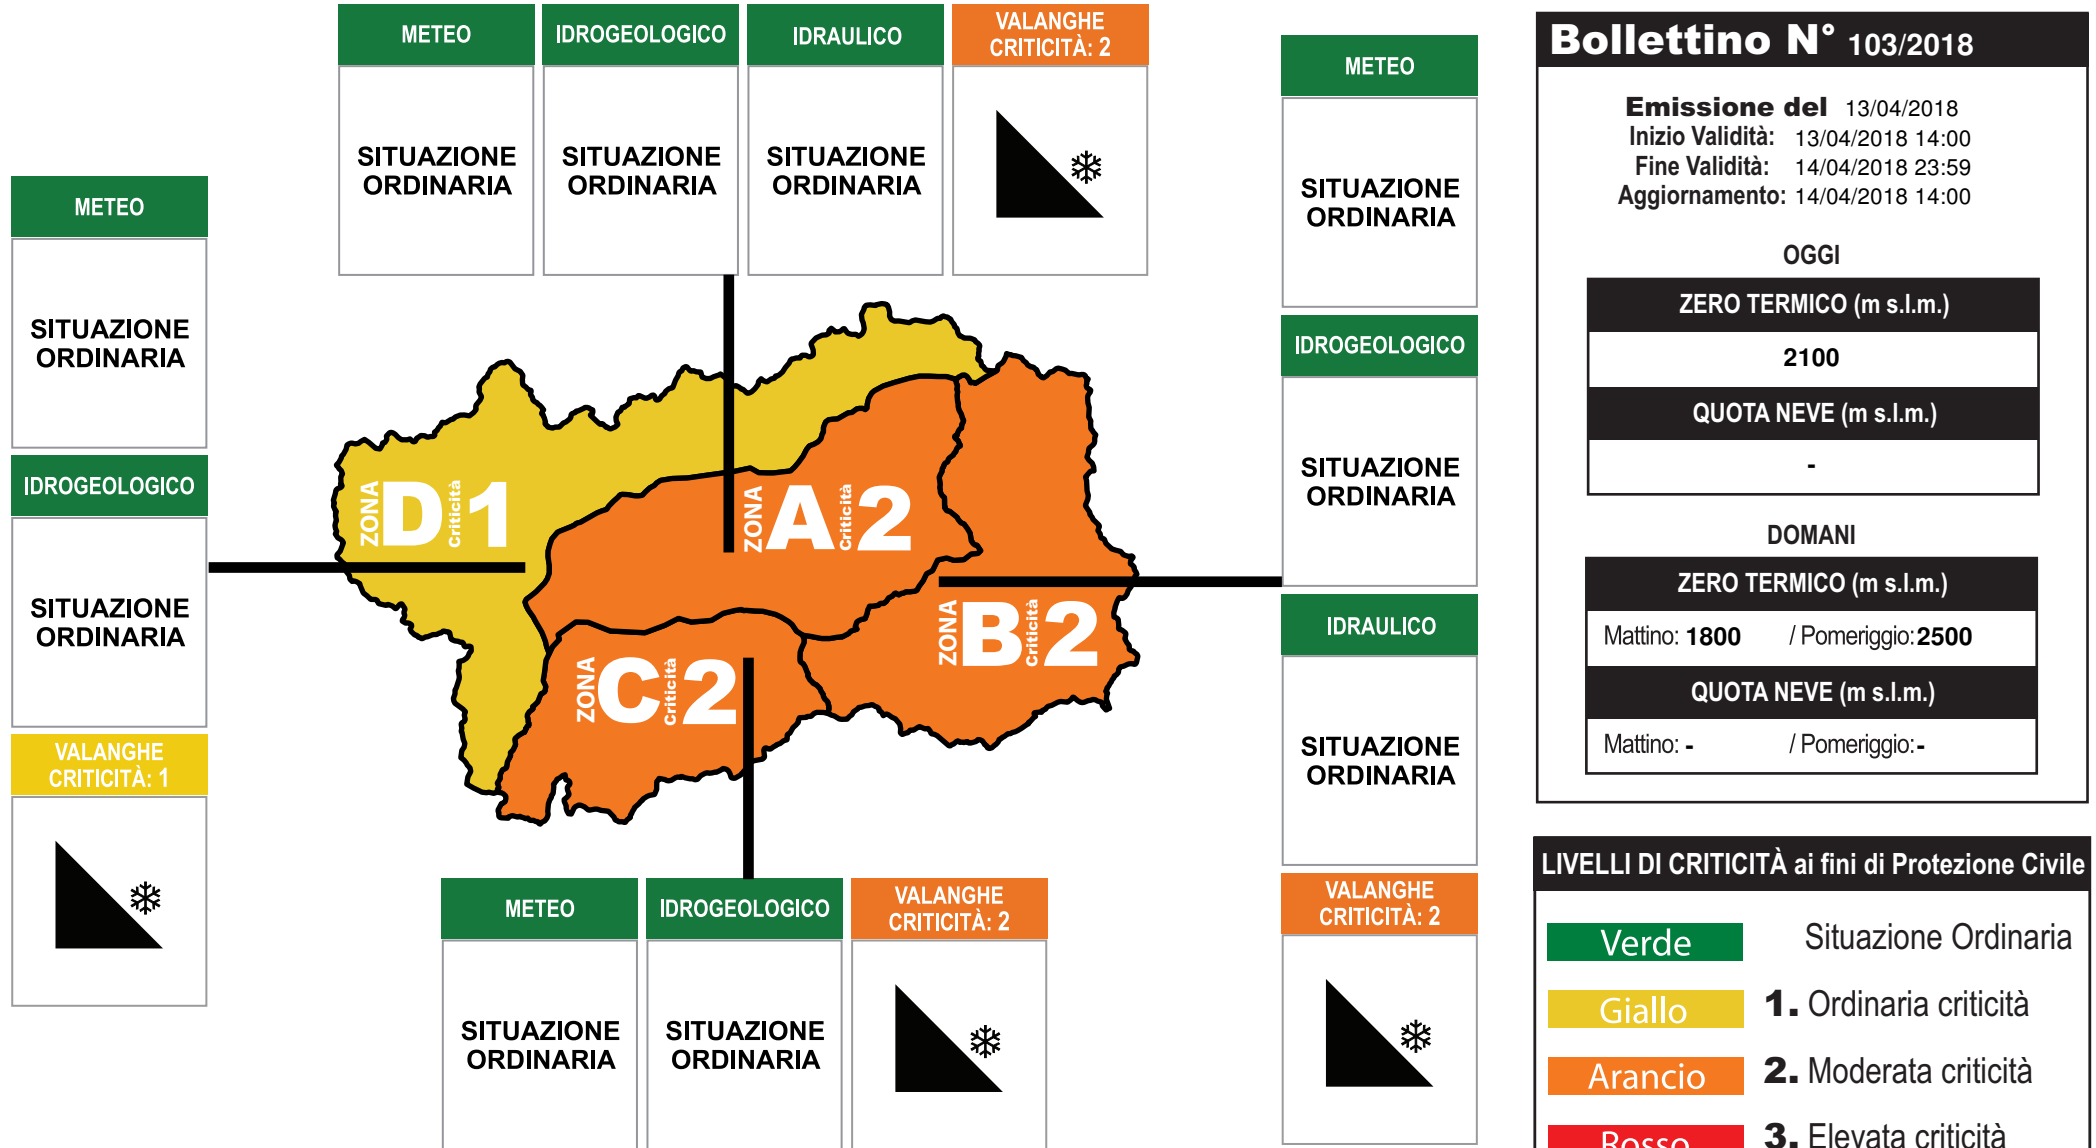 METEO
SITUAZIONE
ORDINARIA
IDROGEOLOGICO
SITUAZIONE
ORDINARIA
IDRAULICO
SITUAZIONE
ORDINARIA
VALANGHE
CRITICITÀ: 2
METEO
SITUAZIONE
ORDINARIA
IDROGEOLOGICO
SITUAZIONE
ORDINARIA
VALANGHE
CRITICITÀ: 1
ZONA D Criticità 1
ZONA A Criticità 2
ZONA B Criticità 2
ZONA C Criticità 2
METEO
SITUAZIONE
ORDINARIA
IDROGEOLOGICO
SITUAZIONE
ORDINARIA
VALANGHE
CRITICITÀ: 2
METEO
SITUAZIONE
ORDINARIA
IDROGEOLOGICO
SITUAZIONE
ORDINARIA
IDRAULICO
SITUAZIONE
ORDINARIA
VALANGHE
CRITICITÀ: 2
Bollettino N° 103/2018
Emissione del 13/04/2018
Inizio Validità: 13/04/2018 14:00
Fine Validità: 14/04/2018 23:59
Aggiornamento: 14/04/2018 14:00
OGGI
ZERO TERMICO (m s.l.m.)
2100
QUOTA NEVE (m s.l.m.)
-
DOMANI
ZERO TERMICO (m s.l.m.)
Mattino: 1800 / Pomeriggio: 2500
QUOTA NEVE (m s.l.m.)
Mattino: - / Pomeriggio: -
LIVELLI DI CRITICITÀ ai fini di Protezione Civile
Verde Situazione Ordinaria
Giallo 1. Ordinaria criticità
Arancio 2. Moderata criticità
Rosso 3. Elevata criticità